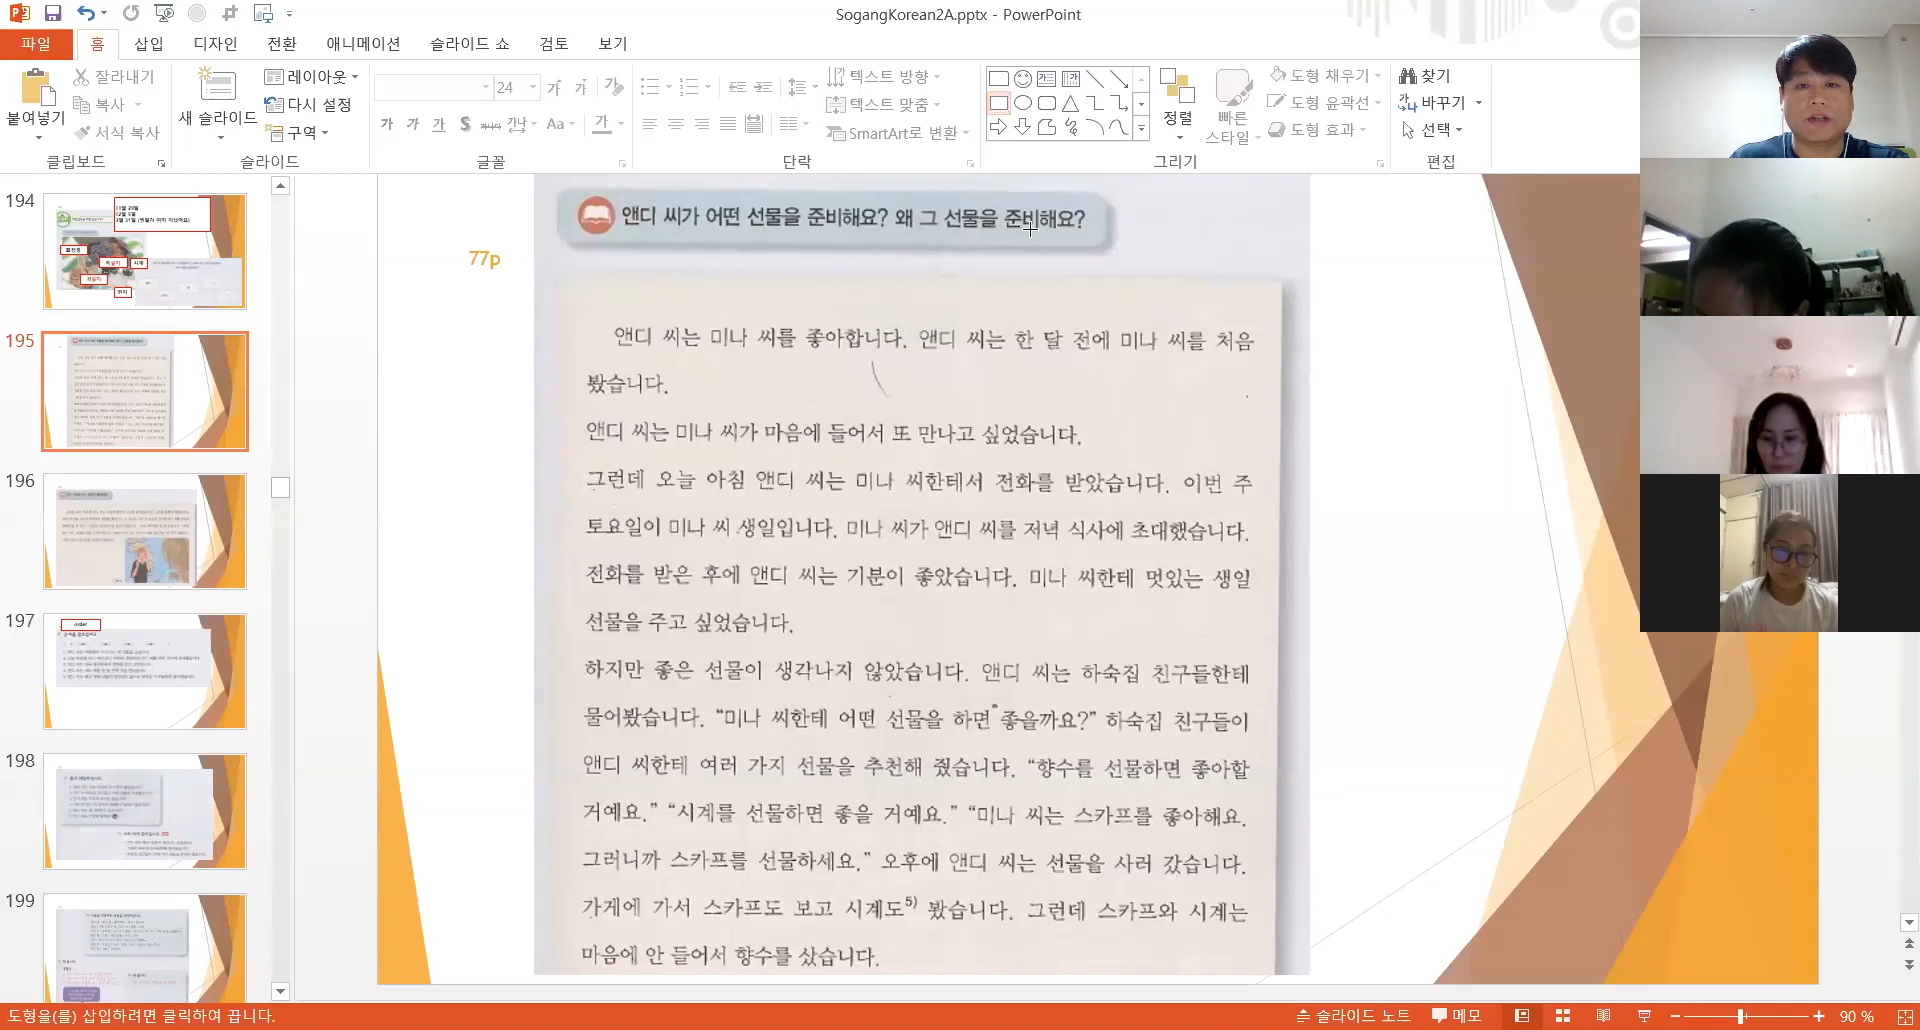 SogangKorean2A.pptx - PowerPoint
파일 홈 삽입 디자인 전환 애니메이션 슬라이드 쇼 검토 보기
붙여넣기 잘라내기 복사 서식 복사
클립보드
새 슬라이드 레이아웃 다시 설정 구역
슬라이드
24 가 가
가 가 가 S 가나다 간 Aa 가
글꼴
텍스트 방향 텍스트 맞춤 SmartArt로 변환
단락
정렬 빠른 스타일 도형 채우기 도형 윤곽선 도형 효과
그리기
찾기 바꾸기 선택
편집
194
195
196
197
order
198
199
앤디 씨가 어떤 선물을 준비해요? 왜 그 선물을 준비해요?
77p
앤디 씨는 미나 씨를 좋아합니다. 앤디 씨는 한 달 전에 미나 씨를 처음
봤습니다.
앤디 씨는 미나 씨가 마음에 들어서 또 만나고 싶었습니다.
그런데 오늘 아침 앤디 씨는 미나 씨한테서 전화를 받았습니다. 이번 주
토요일이 미나 씨 생일입니다. 미나 씨가 앤디 씨를 저녁 식사에 초대했습니다.
전화를 받은 후에 앤디 씨는 기분이 좋았습니다. 미나 씨한테 멋있는 생일
선물을 주고 싶었습니다.
하지만 좋은 선물이 생각나지 않았습니다. 앤디 씨는 하숙집 친구들한테
물어봤습니다. “미나 씨한테 어떤 선물을 하면 좋을까요?” 하숙집 친구들이
앤디 씨한테 여러 가지 선물을 추천해 줬습니다. “향수를 선물하면 좋아할
거예요.” “시계를 선물하면 좋을 거예요.” “미나 씨는 스카프를 좋아해요.
그러니까 스카프를 선물하세요.” 오후에 앤디 씨는 선물을 사러 갔습니다.
가게에 가서 스카프도 보고 시계도5) 봤습니다. 그런데 스카프와 시계는
마음에 안 들어서 향수를 샀습니다.
도형을(를) 삽입하려면 클릭하여 끕니다.
슬라이드 노트 메모 90 %